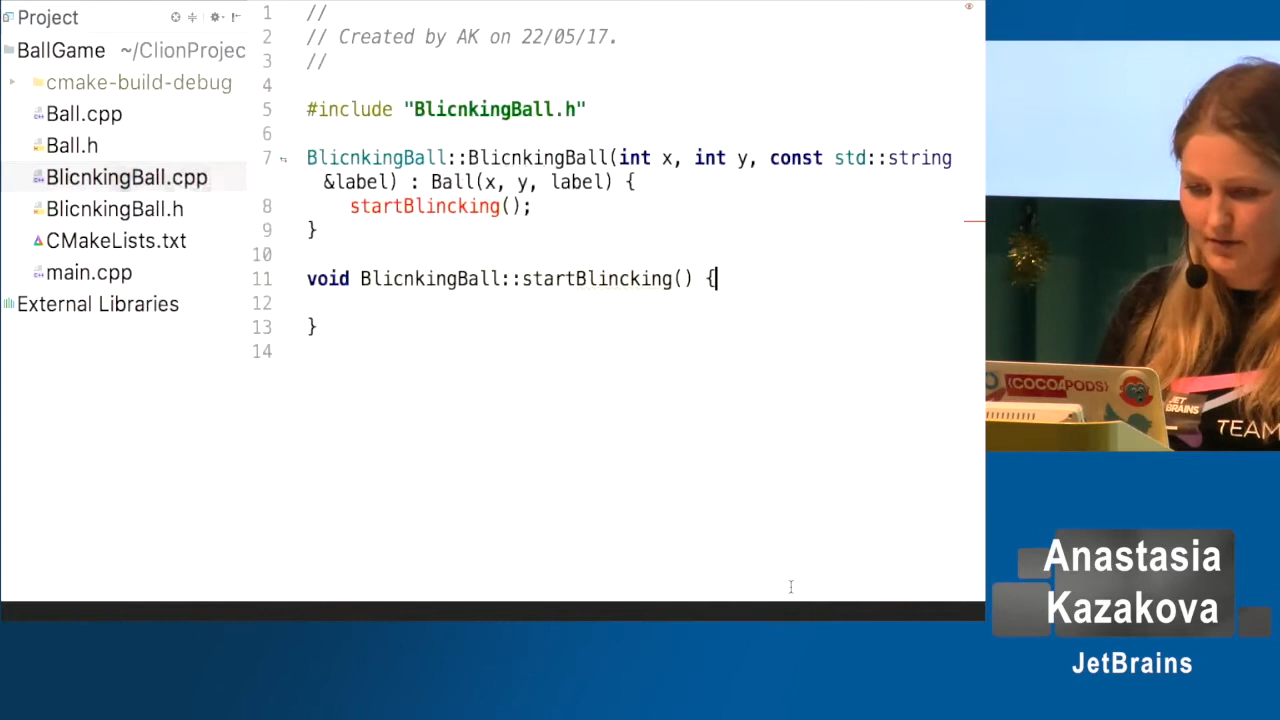 Project
BallGame ~/ClionProjec
cmake-build-debug
Ball.cpp
Ball.h
BlicnkingBall.cpp
BlicnkingBall.h
CMakeLists.txt
main.cpp
External Libraries
1 //
2 // Created by AK on 22/05/17.
3 //
4
5 #include "BlicnkingBall.h"
6
7 BlicnkingBall::BlicnkingBall(int x, int y, const std::string
&label) : Ball(x, y, label) {
8 startBlincking();
9 }
10
11 void BlicnkingBall::startBlincking() {
12
13 }
14
{COCOAPODS}
JET
BRAINS
TEAM
Anastasia
Kazakova
JetBrains